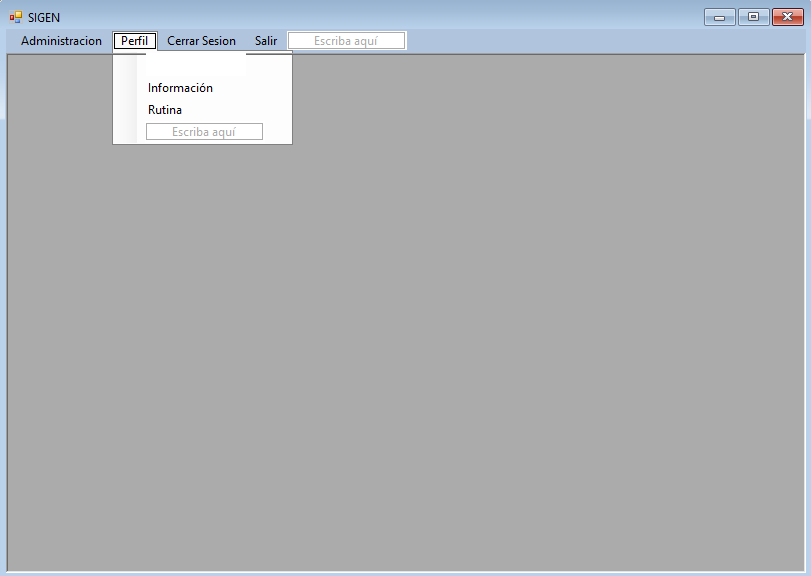 SIGEN
Administracion Perfil Cerrar Sesion Salir Escriba aquí
Información
Rutina
Escriba aquí